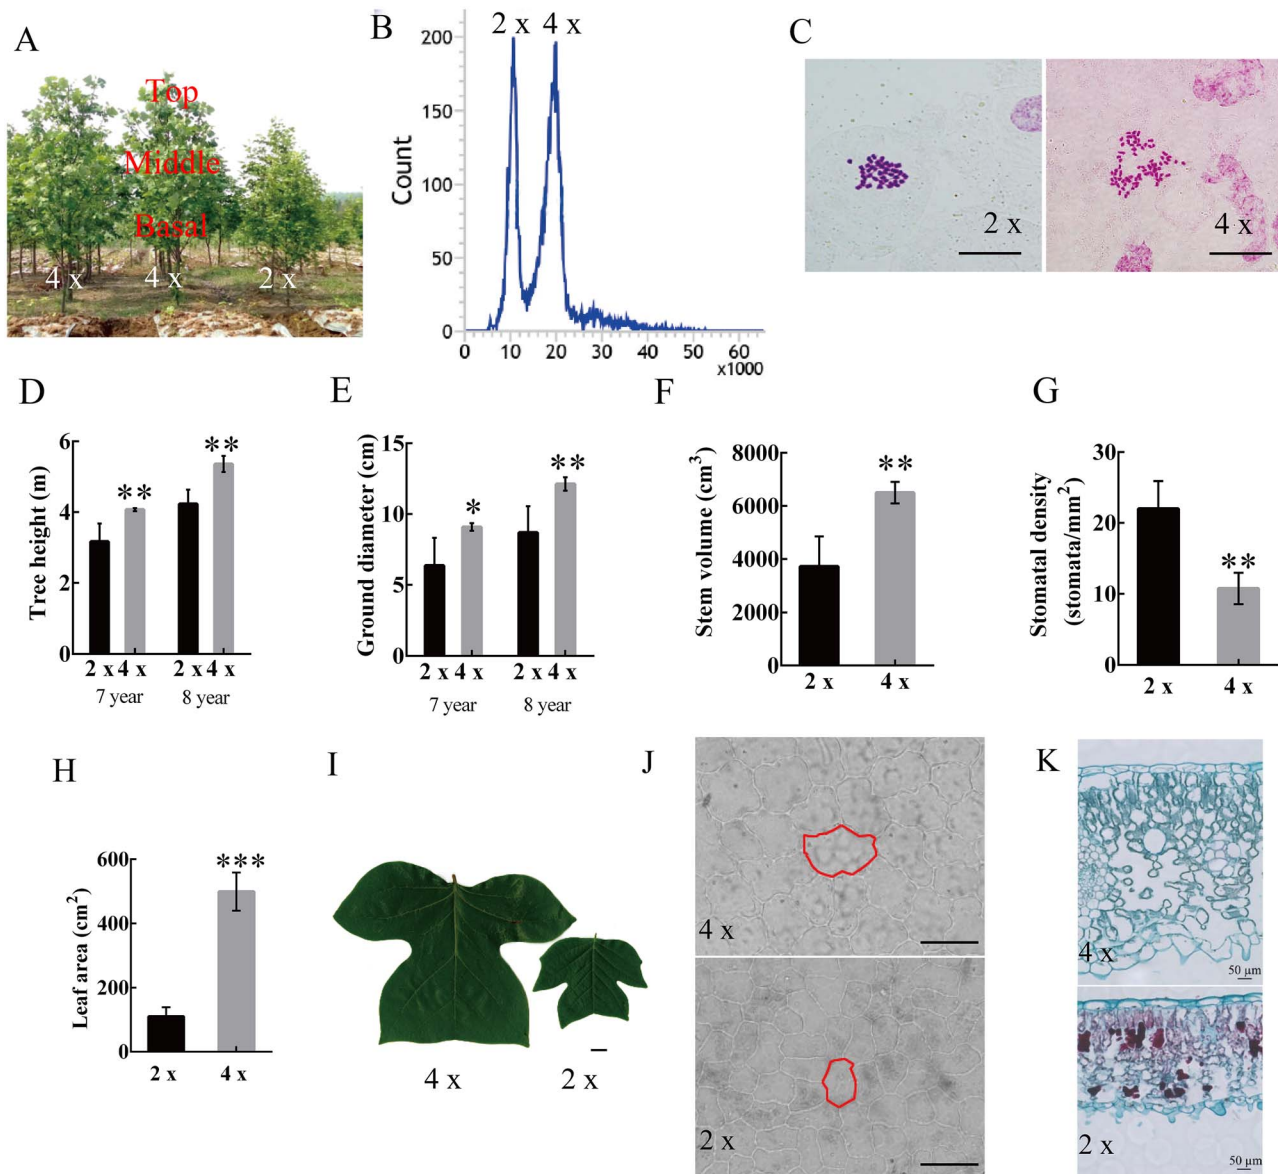 A
Top
Middle
Basal
4 x
4 x
2 x
B
2 x
4 x
Count
200
150
100
50
0
0
10
20
30
40
50
60
x1000
C
2 x
4 x
D
Tree height (m)
6
4
2
0
**
**
2 x 4 x
2 x 4 x
7 year
8 year
E
Ground diameter (cm)
15
10
5
0
*
**
2 x 4 x
2 x 4 x
7 year
8 year
F
Stem volume (cm³)
8000
6000
4000
2000
0
**
2 x
4 x
G
Stomatal density
(stomata/mm²)
30
20
10
0
**
2 x
4 x
H
Leaf area (cm²)
600
400
200
0
***
2 x
4 x
I
4 x
2 x
J
4 x
2 x
K
4 x
50 μm
2 x
50 μm